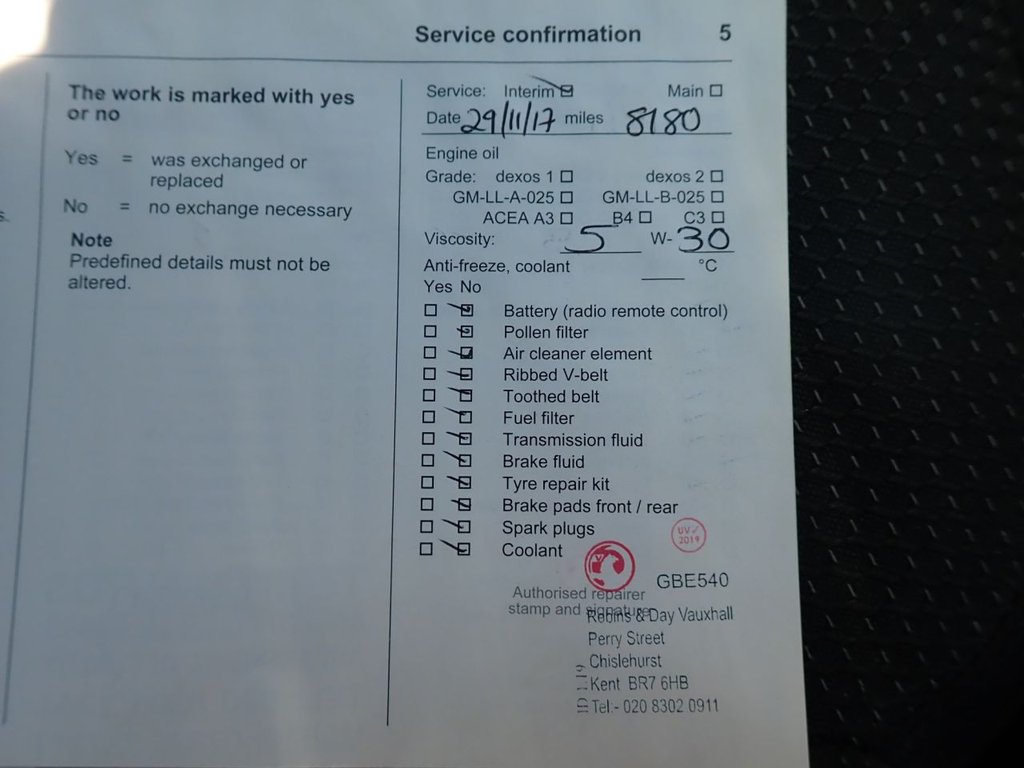 Service confirmation 5
The work is marked with yes
or no
Yes = was exchanged or
replaced
No = no exchange necessary
Note
Predefined details must not be
altered.
s.
Service: Interim Main
Date 29/11/17 miles 8180
Engine oil
Grade: dexos 1 dexos 2
GM-LL-A-025 GM-LL-B-025
ACEA A3 B4 C3
Viscosity: 5 W- 30
Anti-freeze, coolant °C
Yes No
Battery (radio remote control)
Pollen filter
Air cleaner element
Ribbed V-belt
Toothed belt
Fuel filter
Transmission fluid
Brake fluid
Tyre repair kit
Brake pads front / rear
Spark plugs
Coolant
UV✓
2019
GBE540
Authorised repairer
stamp and signature
Robins & Day Vauxhall
Perry Street
Chislehurst
Kent BR7 6HB
Tel:- 020 8302 0911